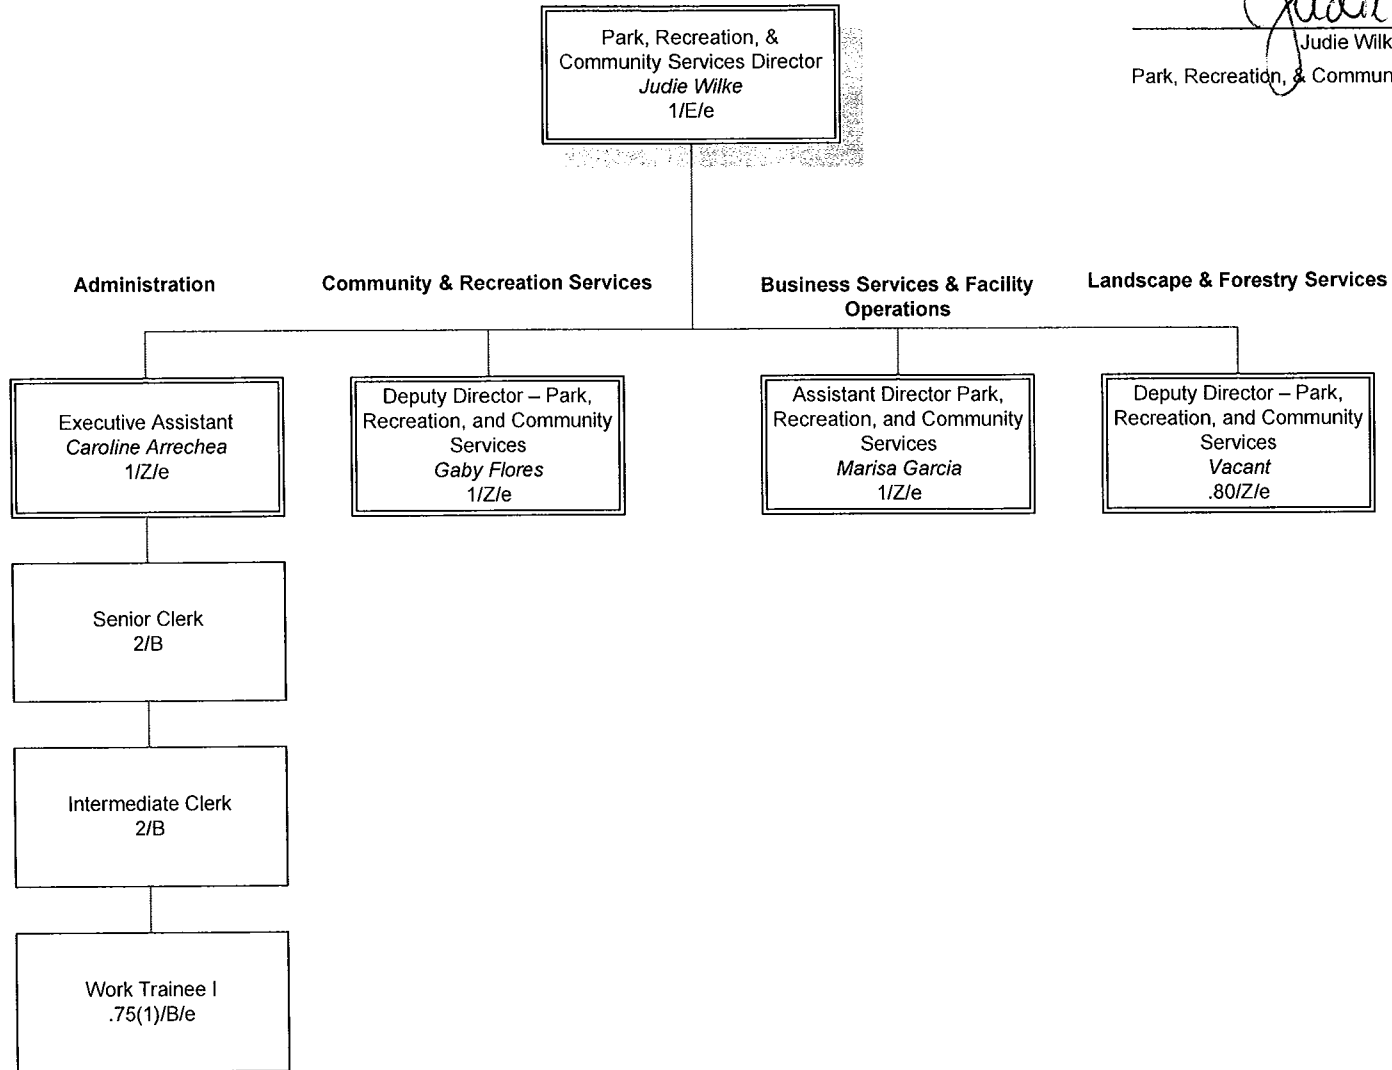 Park, Recreation, &
Community Services Director
Judie Wilke
1/E/e
Judie Wilk
Park, Recreation, & Commun
Administration
Community & Recreation Services
Business Services & Facility
Operations
Landscape & Forestry Services
Executive Assistant
Caroline Arrechea
1/Z/e
Deputy Director – Park,
Recreation, and Community
Services
Gaby Flores
1/Z/e
Assistant Director Park,
Recreation, and Community
Services
Marisa Garcia
1/Z/e
Deputy Director – Park,
Recreation, and Community
Services
Vacant
.80/Z/e
Senior Clerk
2/B
Intermediate Clerk
2/B
Work Trainee I
.75(1)/B/e